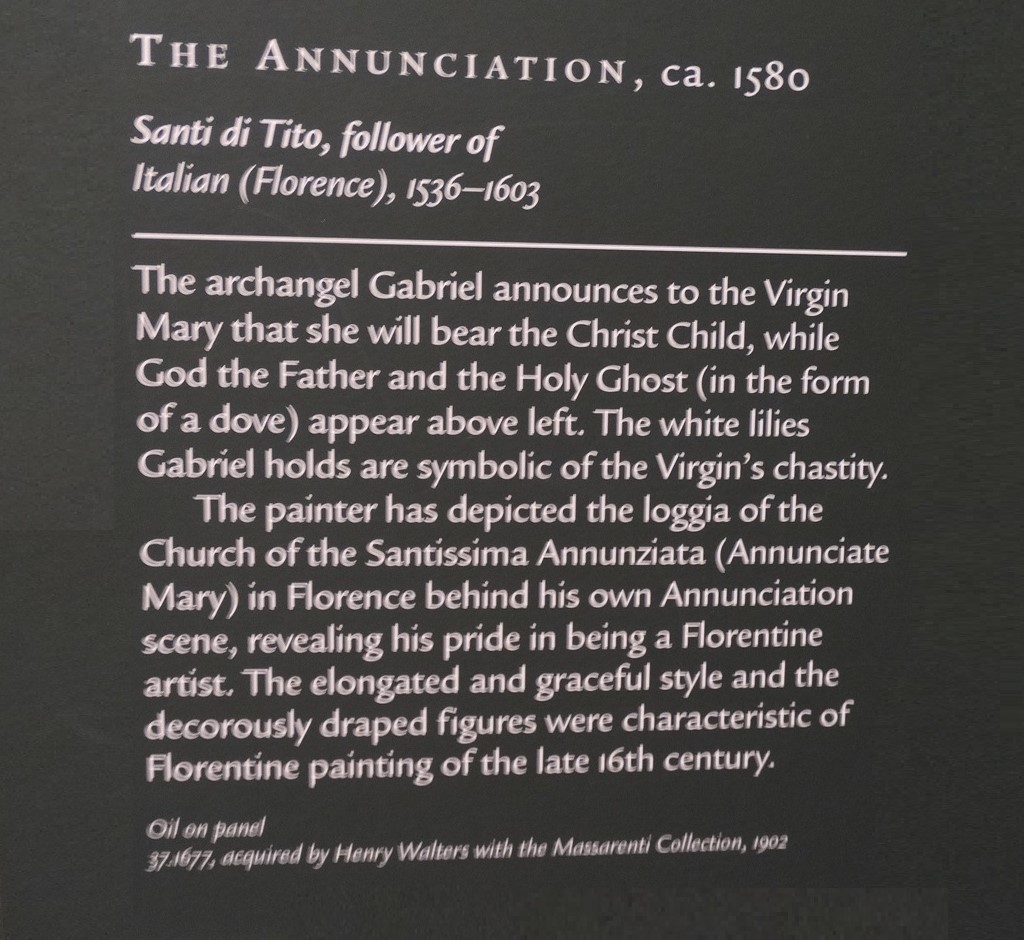 THE ANNUNCIATION, ca. 1580
Santi di Tito, follower of
Italian (Florence), 1536–1603
The archangel Gabriel announces to the Virgin
Mary that she will bear the Christ Child, while
God the Father and the Holy Ghost (in the form
of a dove) appear above left. The white lilies
Gabriel holds are symbolic of the Virgin's chastity.
The painter has depicted the loggia of the
Church of the Santissima Annunziata (Annunciate
Mary) in Florence behind his own Annunciation
scene, revealing his pride in being a Florentine
artist. The elongated and graceful style and the
decorously draped figures were characteristic of
Florentine painting of the late 16th century.
Oil on panel
37.1677, acquired by Henry Walters with the Massarenti Collection, 1902